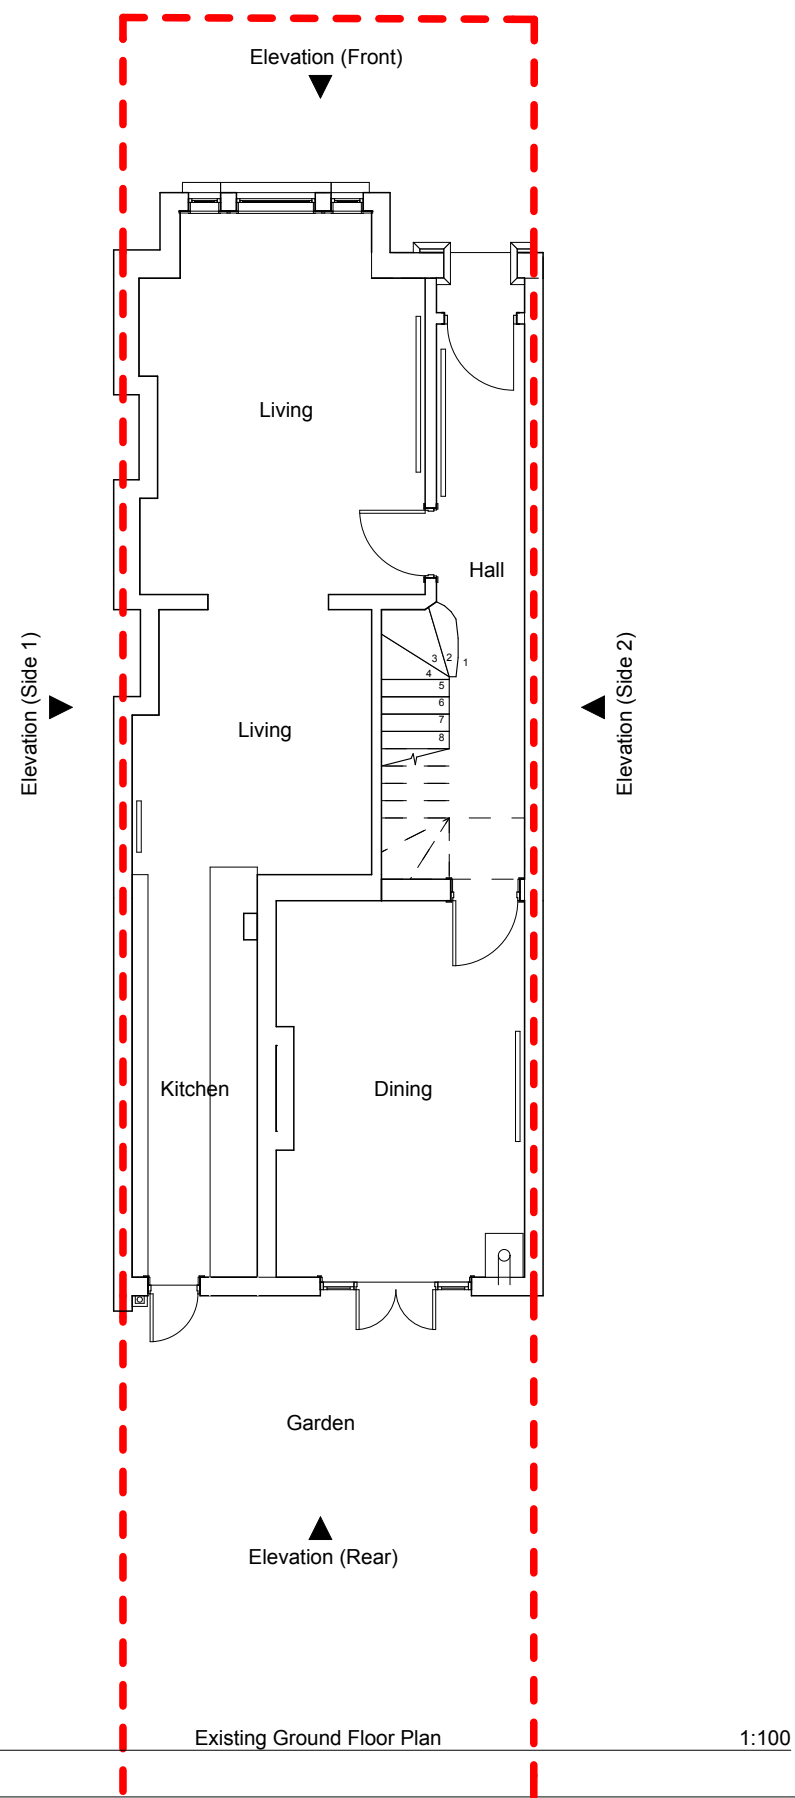 Elevation (Front)
Living
Hall
Elevation (Side 1)
Elevation (Side 2)
3 2 1
4
5
6
7
8
Living
Kitchen
Dining
Garden
Elevation (Rear)
Existing Ground Floor Plan 1:100